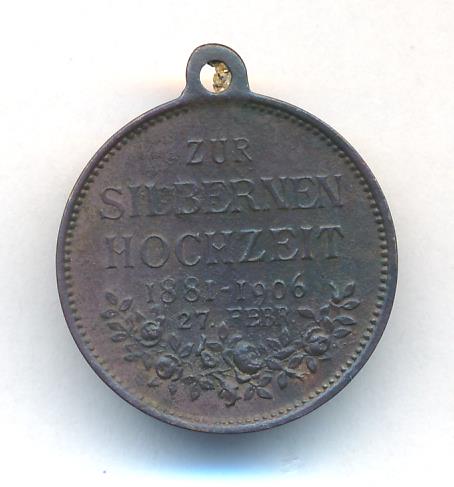 ZUR
SILBERNEN
HOCHZEIT
1881-1906
27. FEBR.